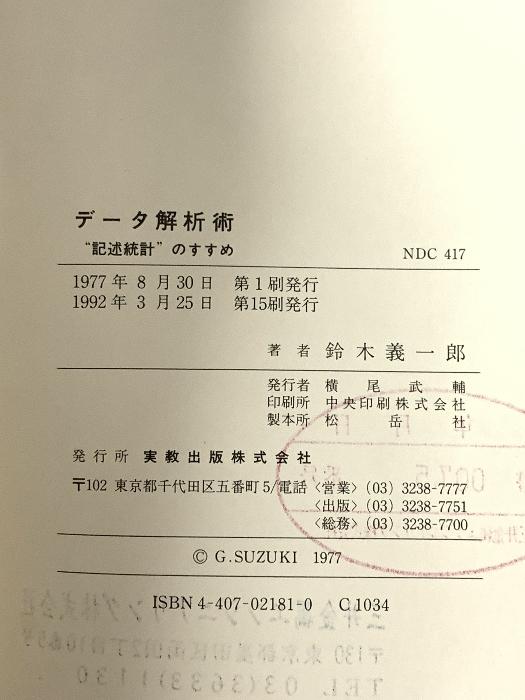 データ解析術
“記述統計”のすすめ
NDC 417
1977年 8月30日 第1刷発行
1992年 3月25日 第15刷発行
著者 鈴木義一郎
発行者 横尾武輔
印刷所 中央印刷株式会社
製本所 松岳社
発行所 実教出版株式会社
〒102 東京都千代田区五番町5/電話〈営業〉(03) 3238-7777
〈出版〉(03) 3238-7751
〈総務〉(03) 3238-7700
© G.SUZUKI 1977
ISBN 4-407-02181-0 C 1034